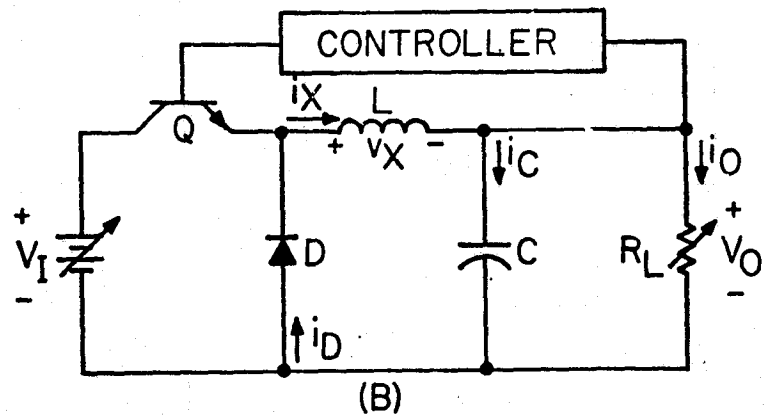 CONTROLLER
iX
L
Q
+ vX -
iC
iO
+
VI
-
D
C
RL
+
VO
-
iD
(B)